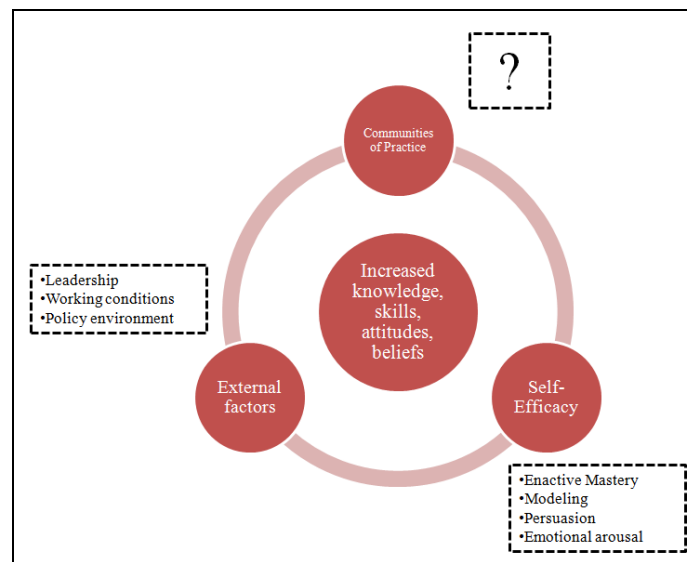 ?
Communities
of Practice
•Leadership
•Working conditions
•Policy environment
Increased
knowledge,
skills,
attitudes,
beliefs
External
factors
Self-
Efficacy
•Enactive Mastery
•Modeling
•Persuasion
•Emotional arousal